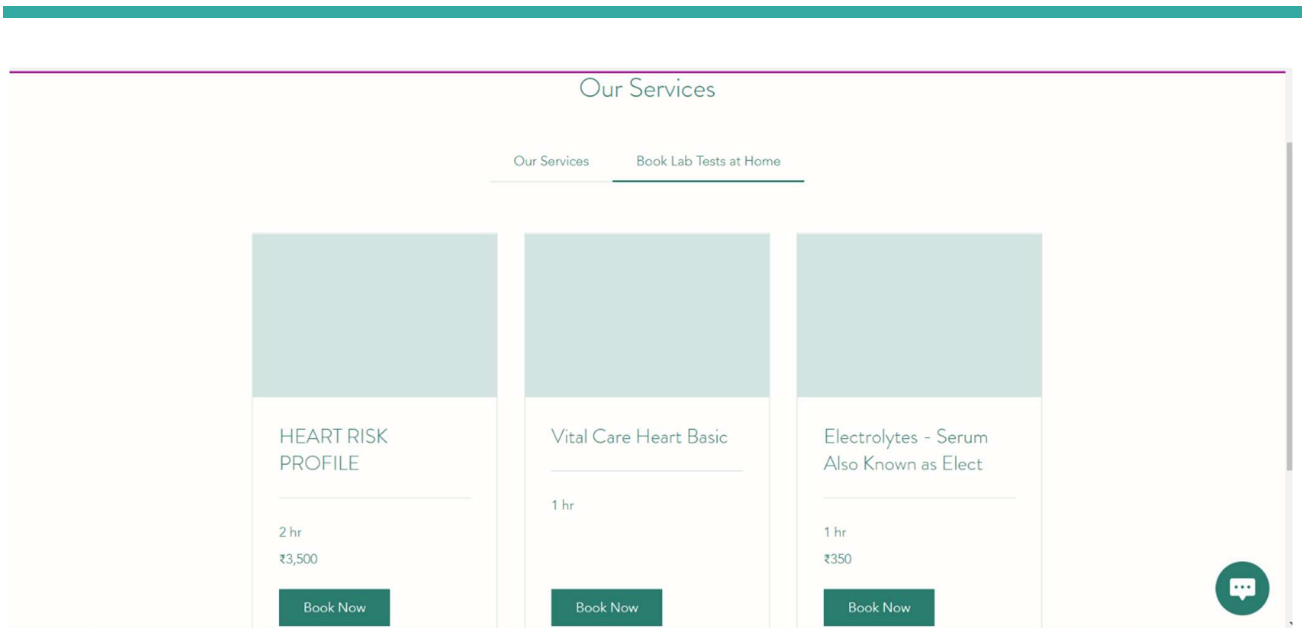 Our Services
Our Services
Book Lab Tests at Home
HEART RISK
PROFILE
2 hr
₹3,500
Book Now
Vital Care Heart Basic
1 hr
Book Now
Electrolytes - Serum
Also Known as Elect
1 hr
₹350
Book Now